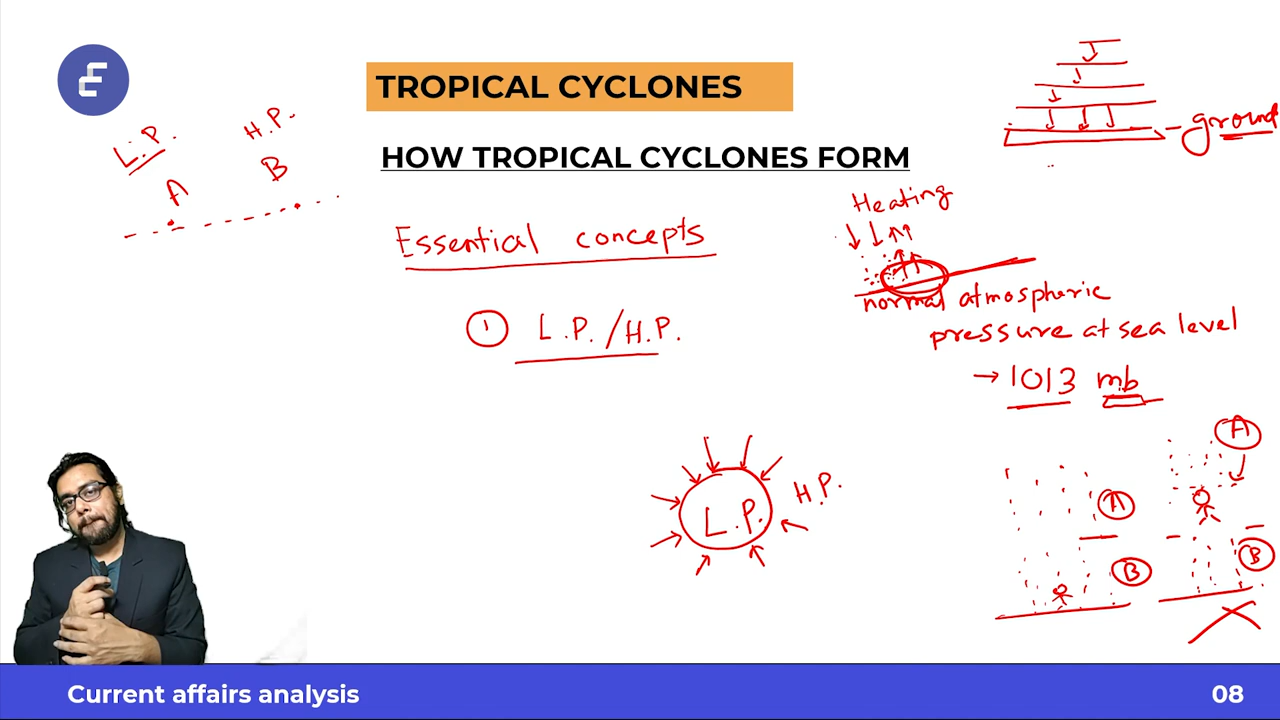 TROPICAL CYCLONES
HOW TROPICAL CYCLONES FORM
L.P.
H.P.
A
B
ground
Essential concepts
① L.P./H.P.
Heating
normal atmospheric
pressure at sea level
→ 1013 mb
L.P.
H.P.
A
B
A
B
Current affairs analysis
08